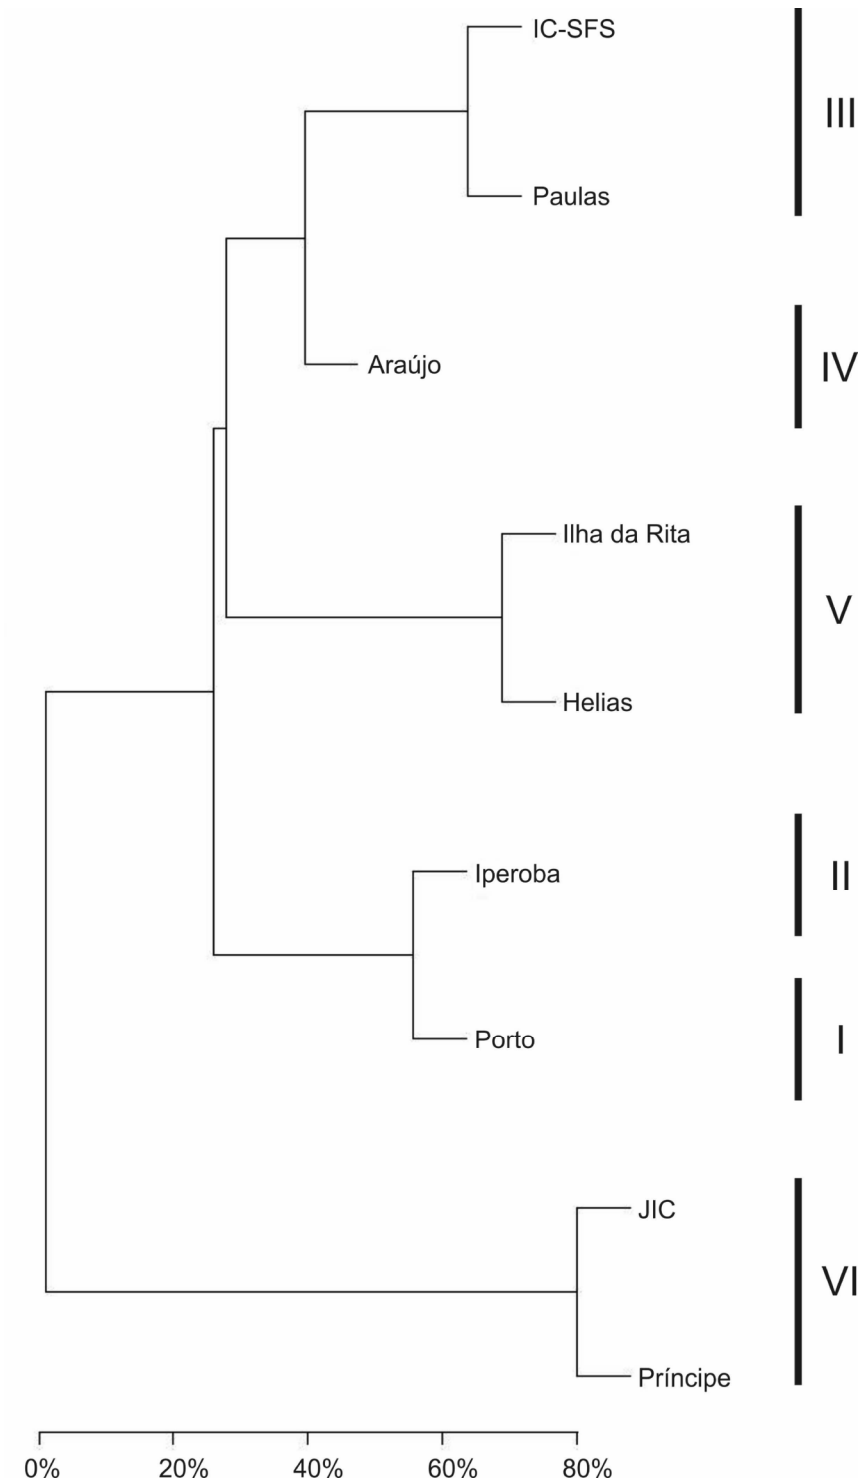 IC-SFS
III
Paulas
Araújo
IV
Ilha da Rita
V
Helias
Iperoba
II
Porto
I
JIC
VI
Príncipe
0% 20% 40% 60% 80%